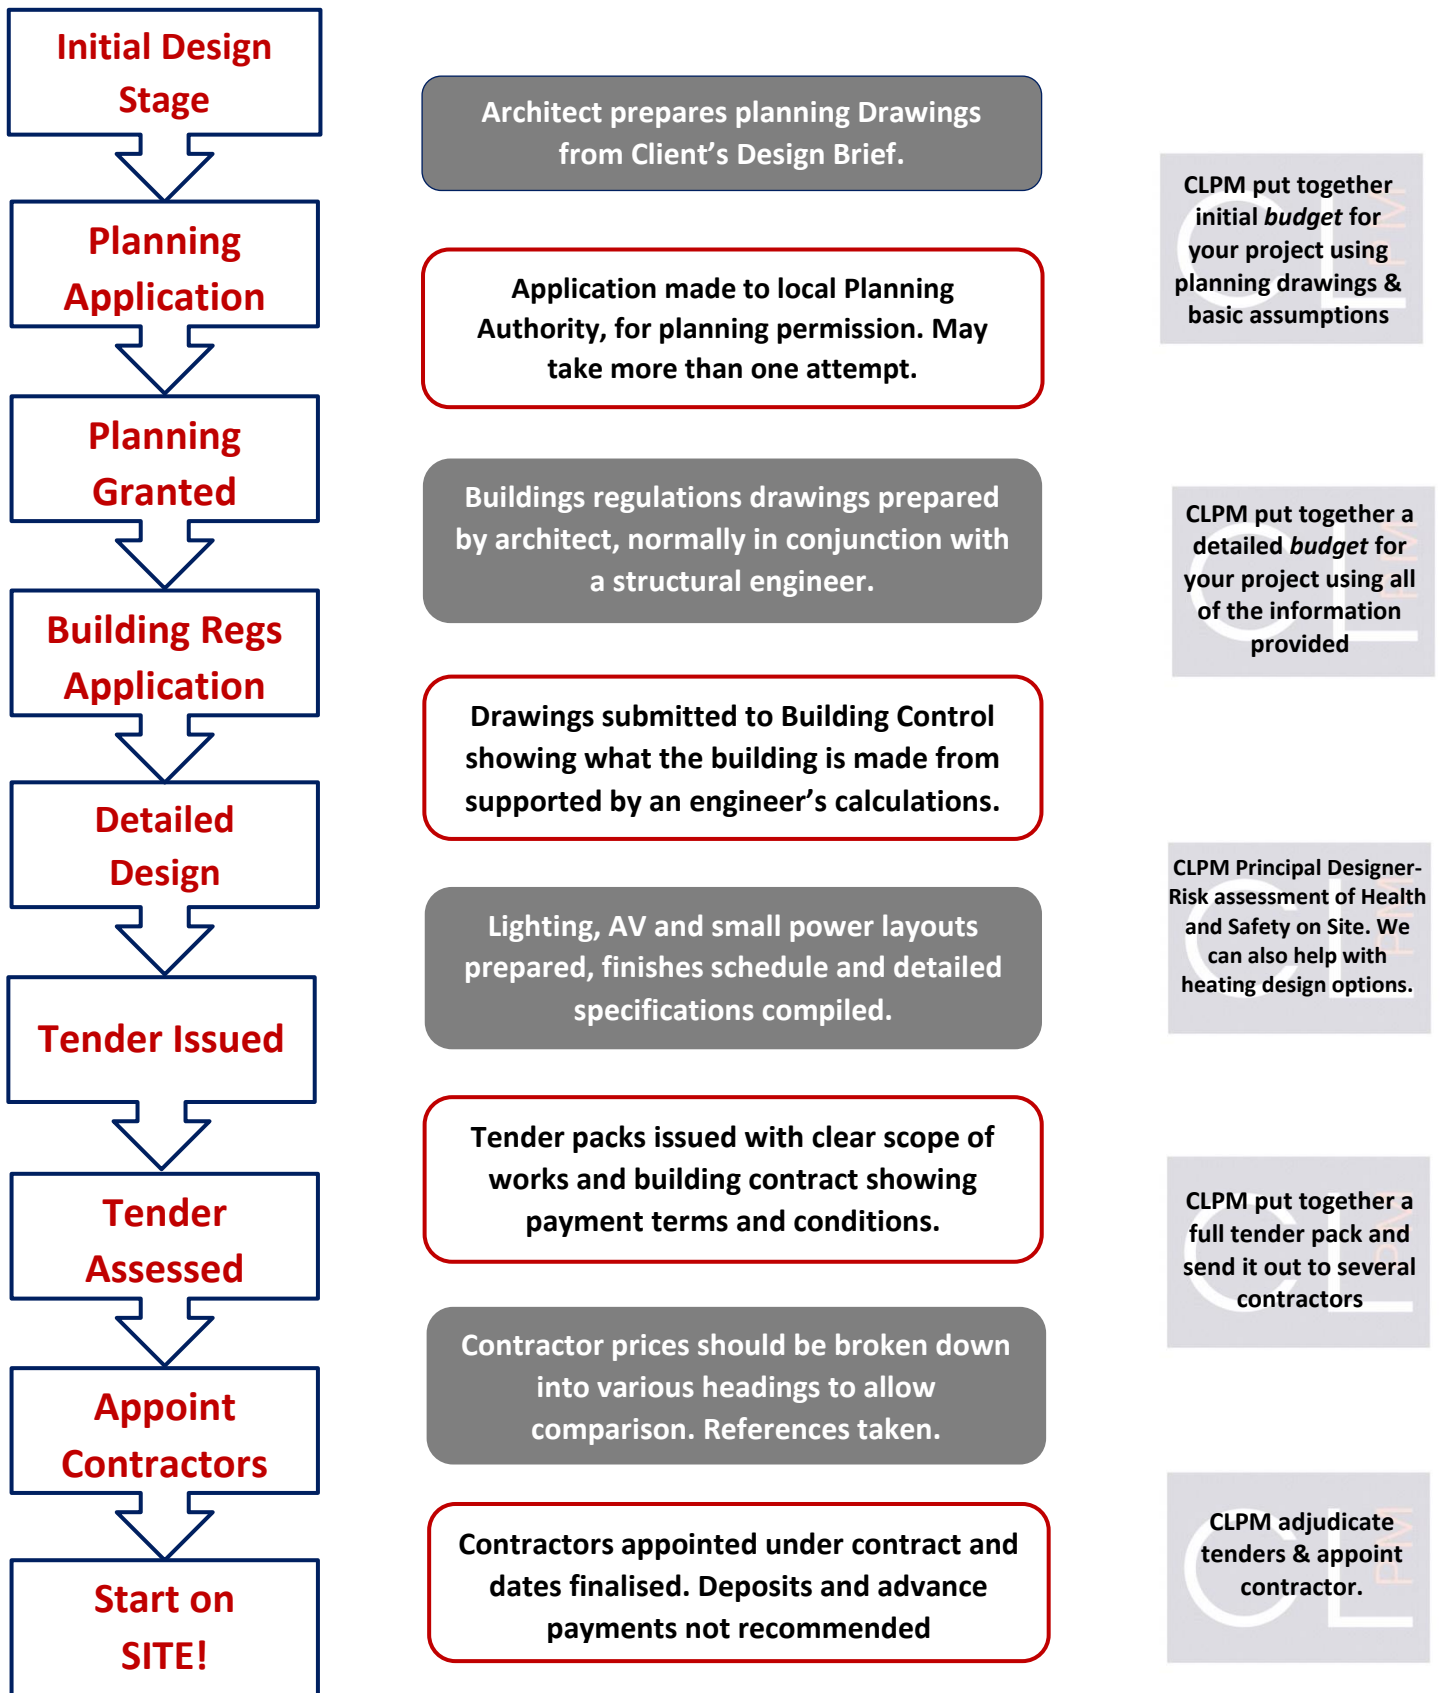 Initial Design
Stage
Planning
Application
Planning
Granted
Building Regs
Application
Detailed
Design
Tender Issued
Tender
Assessed
Appoint
Contractors
Start on
SITE!
Architect prepares planning Drawings
from Client’s Design Brief.
Application made to local Planning
Authority, for planning permission. May
take more than one attempt.
Buildings regulations drawings prepared
by architect, normally in conjunction with
a structural engineer.
Drawings submitted to Building Control
showing what the building is made from
supported by an engineer’s calculations.
Lighting, AV and small power layouts
prepared, finishes schedule and detailed
specifications compiled.
Tender packs issued with clear scope of
works and building contract showing
payment terms and conditions.
Contractor prices should be broken down
into various headings to allow
comparison. References taken.
Contractors appointed under contract and
dates finalised. Deposits and advance
payments not recommended
CLPM put together
initial budget for
your project using
planning drawings &
basic assumptions
CLPM put together a
detailed budget for
your project using all
of the information
provided
CLPM Principal Designer-
Risk assessment of Health
and Safety on Site. We
can also help with
heating design options.
CLPM put together a
full tender pack and
send it out to several
contractors
CLPM adjudicate
tenders & appoint
contractor.
CLPM
CLPM
CLPM
CLPM
CLPM